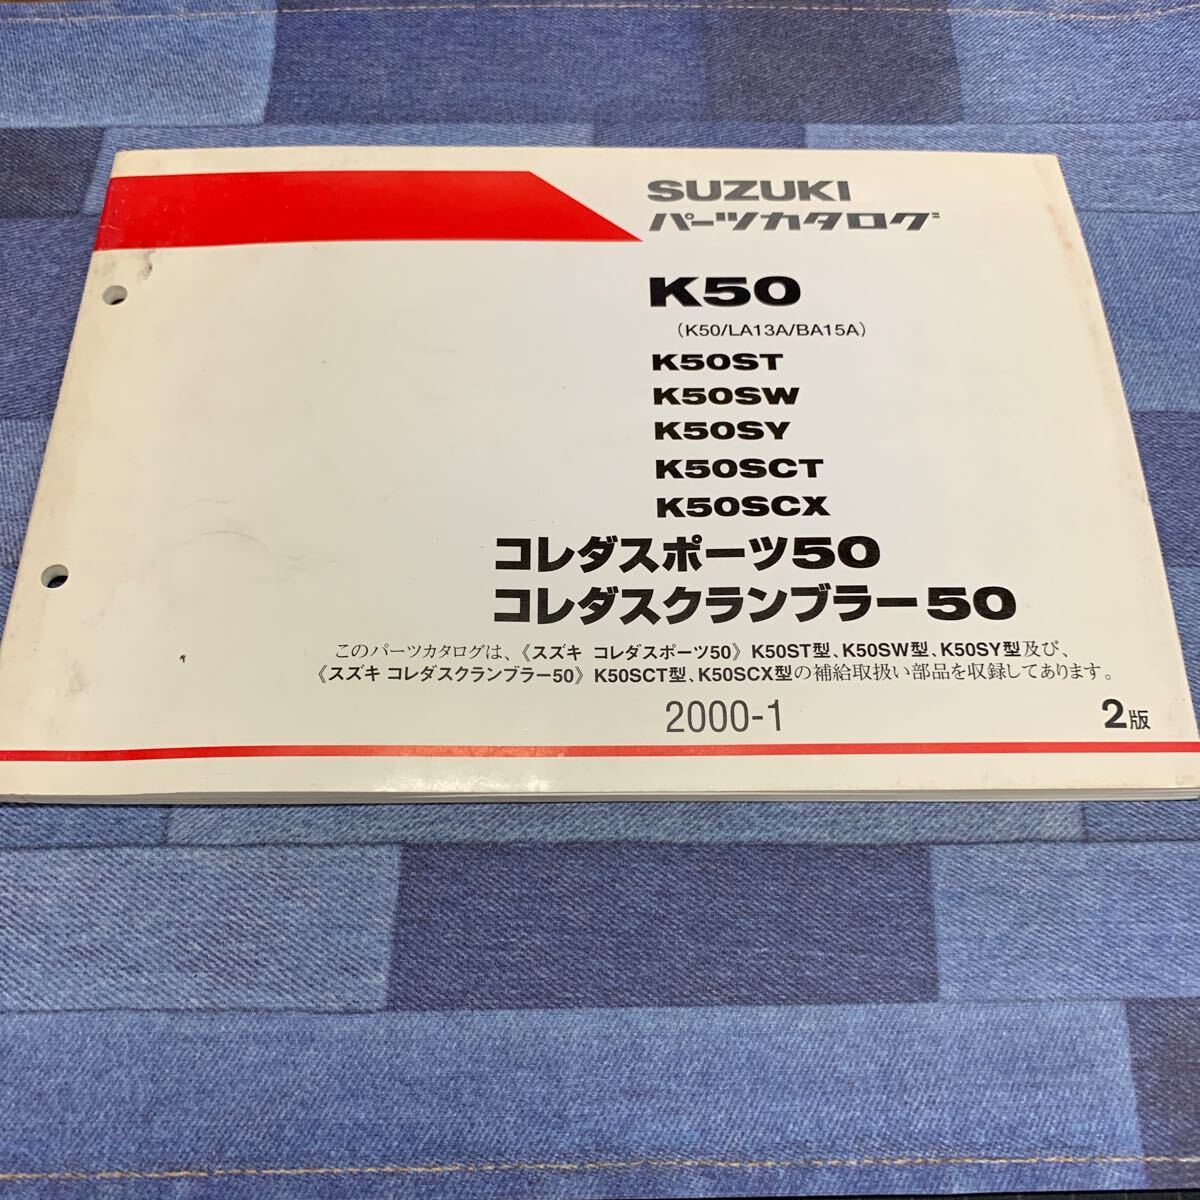 SUZUKI
パーツカタログ
K50
(K50/LA13A/BA15A)
K50ST
K50SW
K50SY
K50SCT
K50SCX
コレダスポーツ50
コレダスクランブラー50
このパーツカタログは、《スズキ コレダスポーツ50》K50ST型、K50SW型、K50SY型及び、
《スズキ コレダスクランブラー50》K50SCT型、K50SCX型の補給取扱い部品を収録してあります。
2000-1
2版